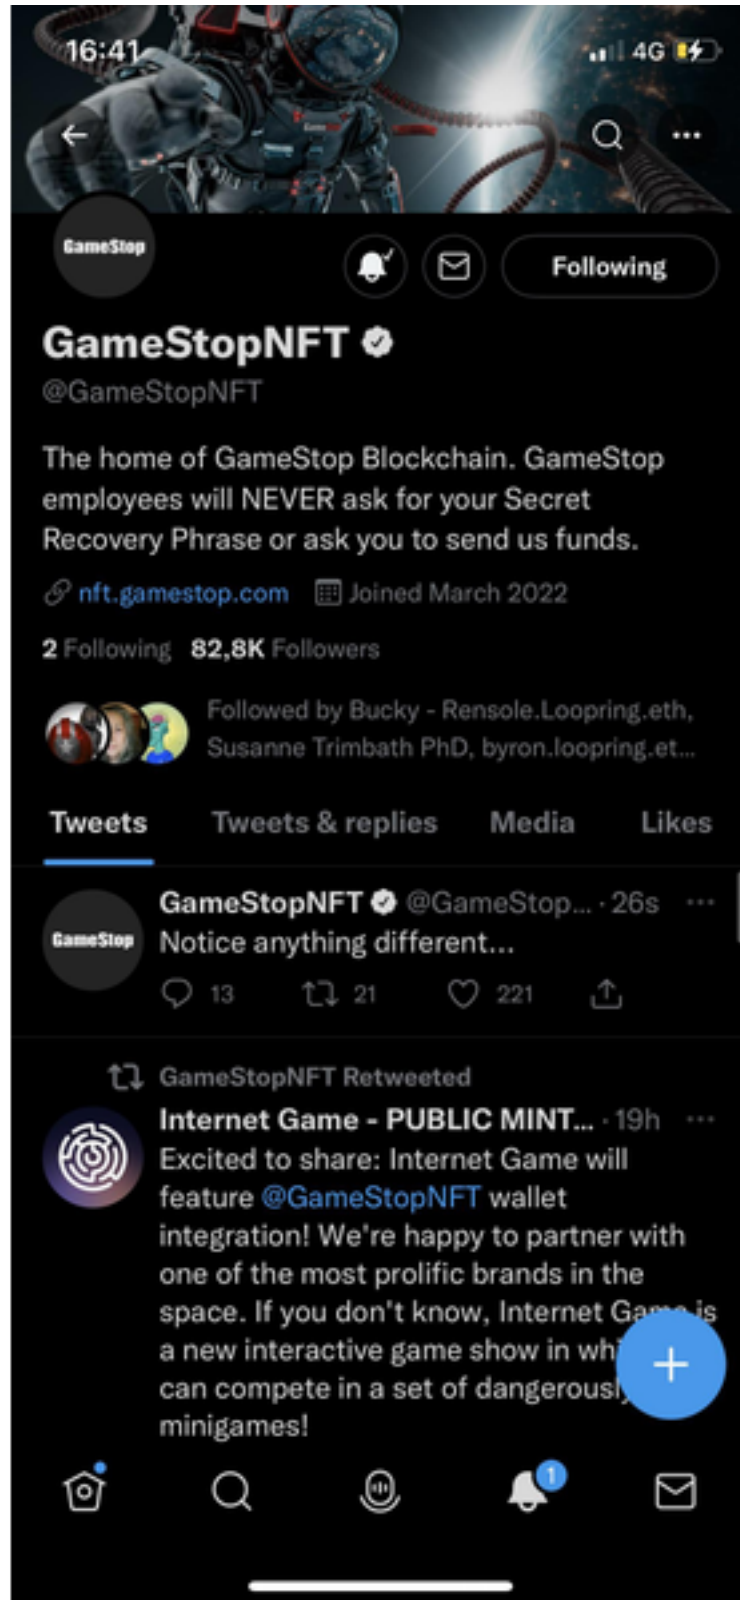 16:41
4G
GameStop
Following
GameStopNFT
@GameStopNFT
The home of GameStop Blockchain. GameStop
employees will NEVER ask for your Secret
Recovery Phrase or ask you to send us funds.
nft.gamestop.com Joined March 2022
2 Following 82,8K Followers
Followed by Bucky - Rensole.Loopring.eth,
Susanne Trimbath PhD, byron.loopring.et...
Tweets Tweets & replies Media Likes
GameStop
GameStopNFT @GameStop... · 26s
Notice anything different...
13 21 221
GameStopNFT Retweeted
Internet Game - PUBLIC MINT... · 19h
Excited to share: Internet Game will
feature @GameStopNFT wallet
integration! We're happy to partner with
one of the most prolific brands in the
space. If you don't know, Internet Game is
a new interactive game show in whi
can compete in a set of dangerously
minigames!
1